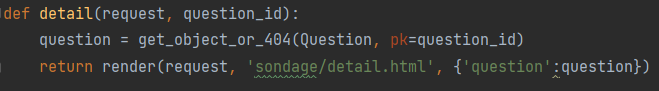 def detail(request, question_id):
    question = get_object_or_404(Question, pk=question_id)
    return render(request, 'sondage/detail.html', {'question':question})